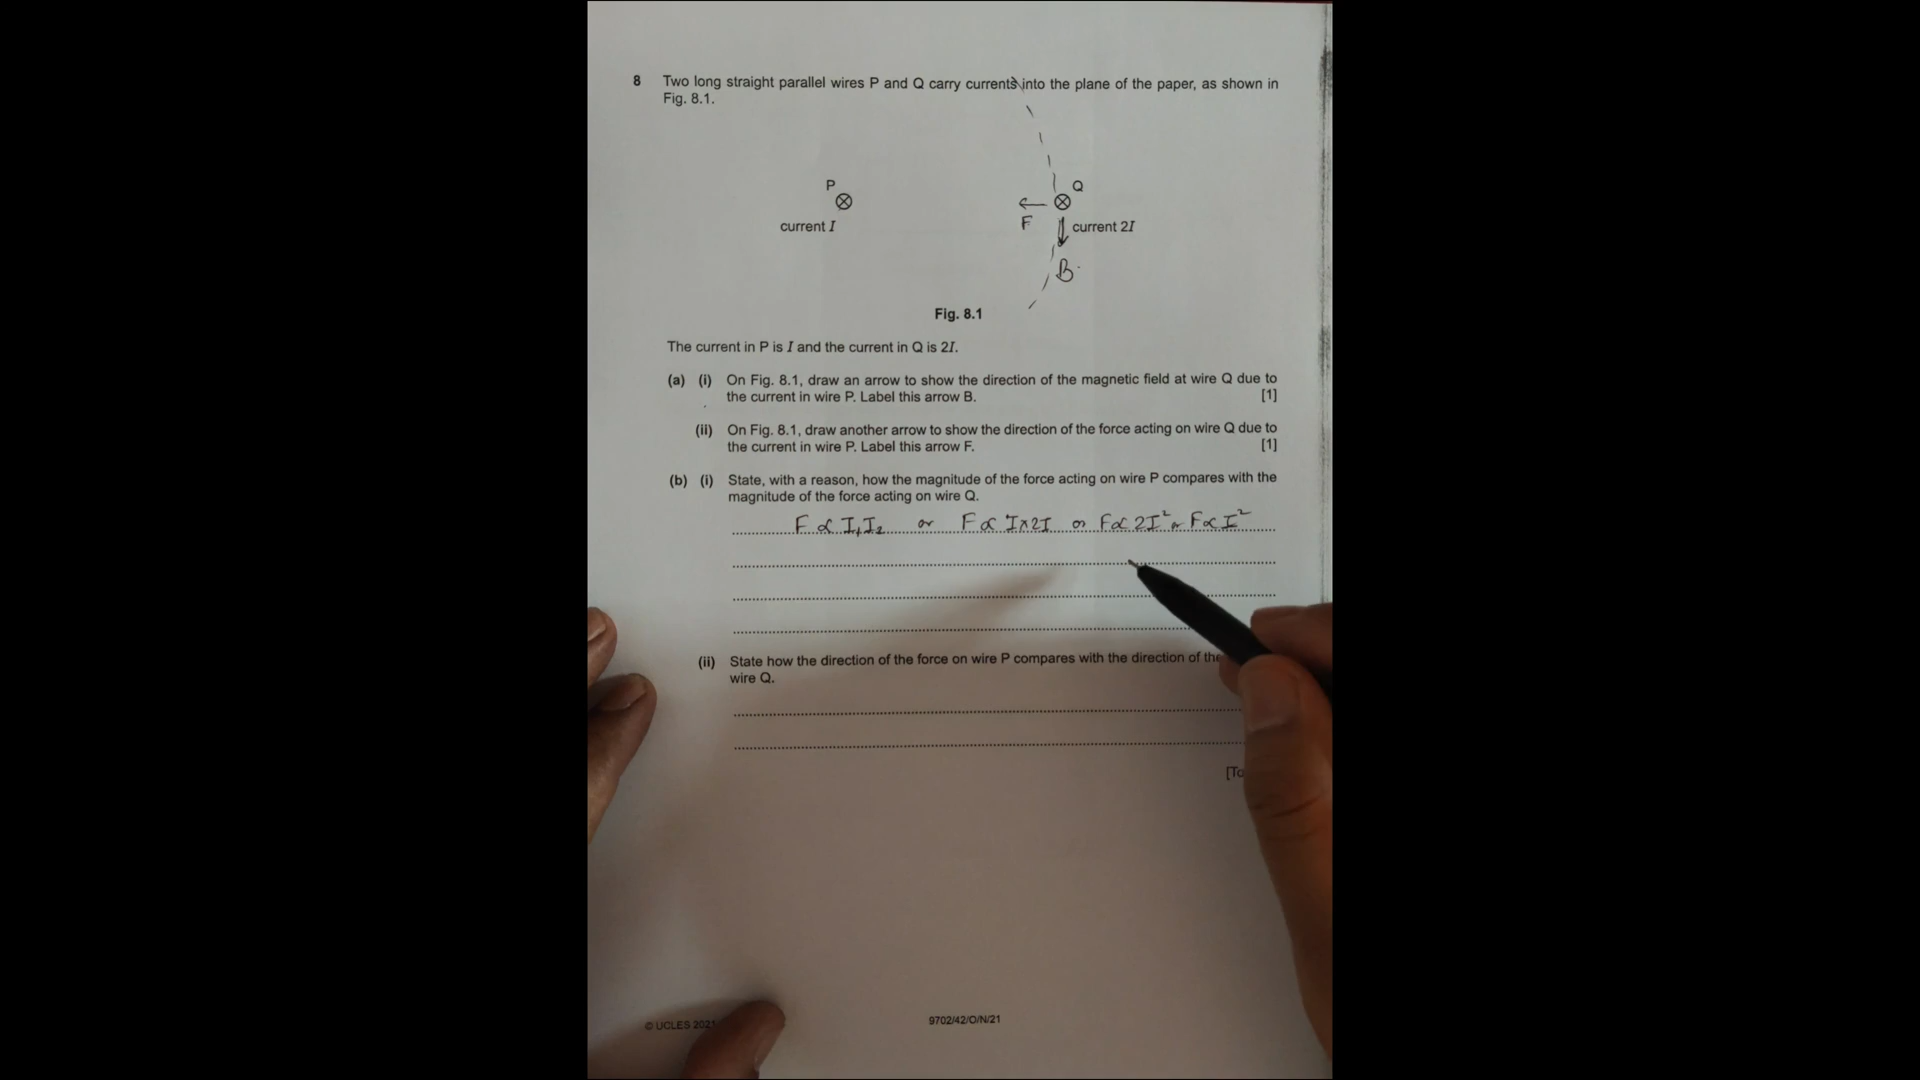 8 Two long straight parallel wires P and Q carry currents into the plane of the paper, as shown in
Fig. 8.1.
P
Q
current I
F
current 2I
B
Fig. 8.1
The current in P is I and the current in Q is 2I.
(a) (i) On Fig. 8.1, draw an arrow to show the direction of the magnetic field at wire Q due to
the current in wire P. Label this arrow B. [1]
(ii) On Fig. 8.1, draw another arrow to show the direction of the force acting on wire Q due to
the current in wire P. Label this arrow F. [1]
(b) (i) State, with a reason, how the magnitude of the force acting on wire P compares with the
magnitude of the force acting on wire Q.
F ∝ I₁I₂ or F ∝ I×2I or F∝ 2I² or F∝I²
(ii) State how the direction of the force on wire P compares with the direction of the
wire Q.
© UCLES 2021
9702/42/O/N/21